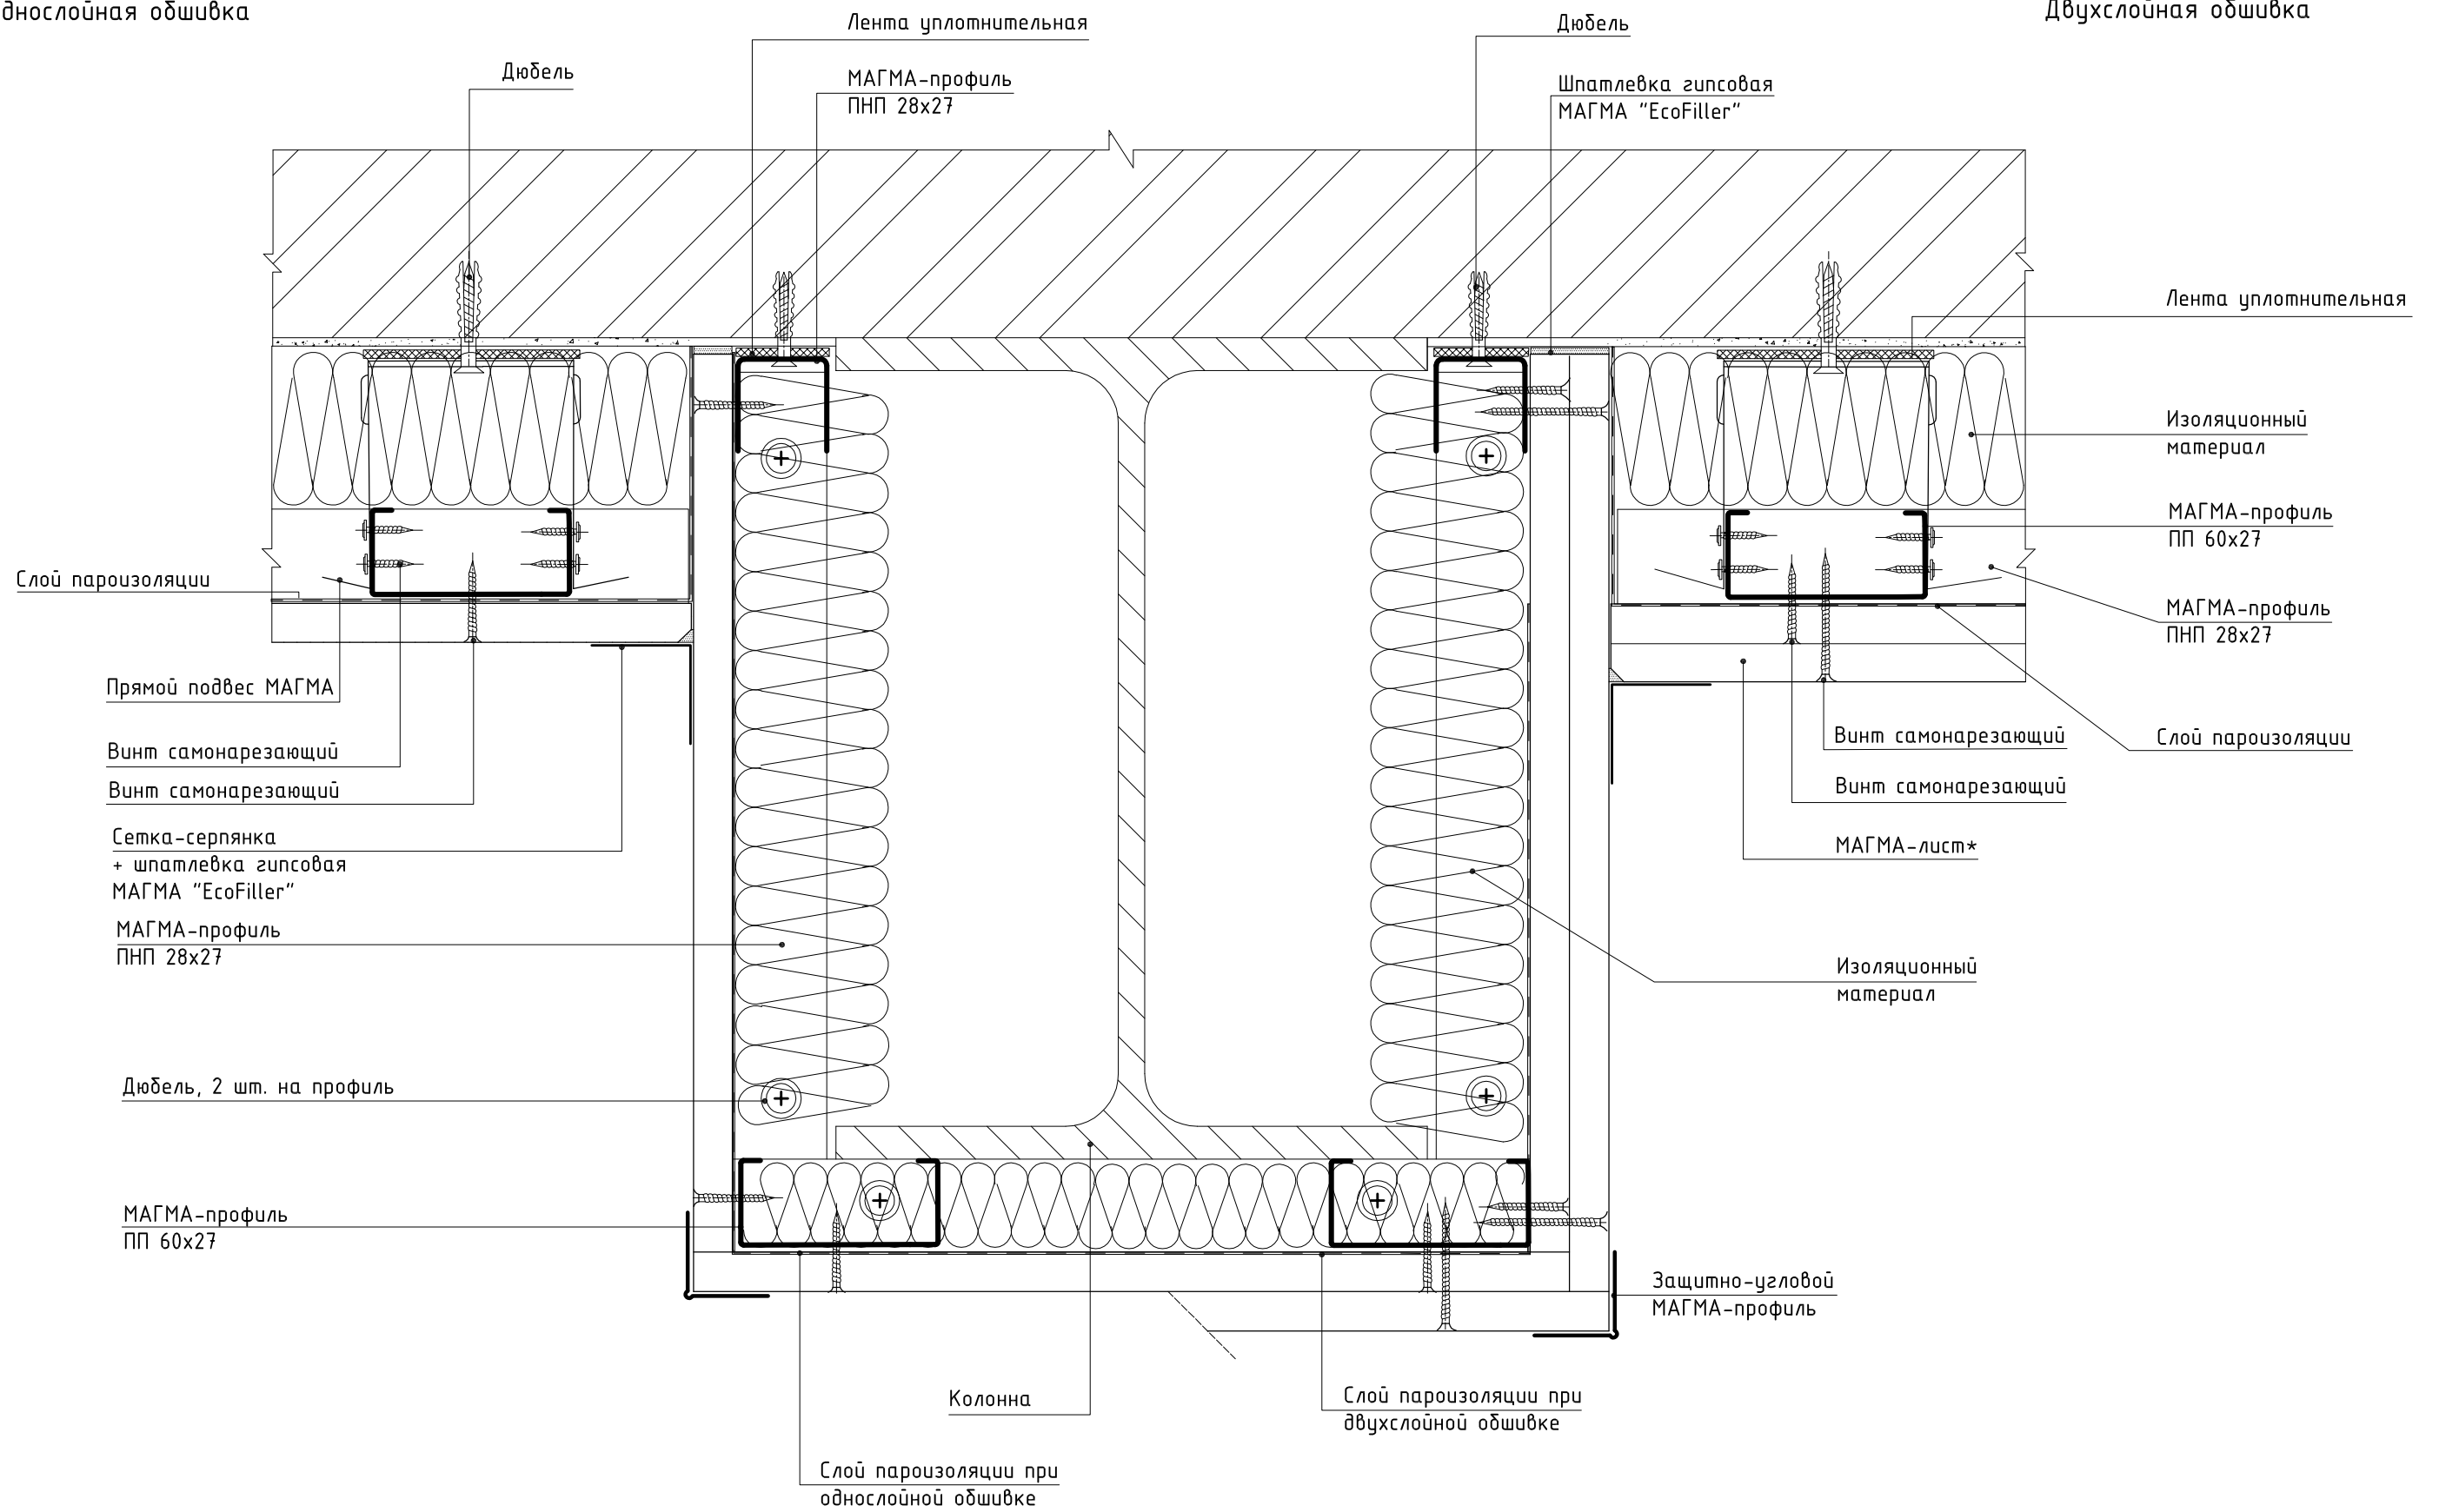 днослойная обшивка
Двухслойная обшивка
Лента уплотнительная
Дюбель
Дюбель
МАГМА-профиль
ПНП 28х27
Шпатлевка гипсовая
МАГМА "EcoFiller"
Лента уплотнительная
Изоляционный
материал
МАГМА-профиль
ПП 60х27
МАГМА-профиль
ПНП 28х27
Слой пароизоляции
Слой пароизоляции
Прямой подвес МАГМА
Винт самонарезающий
Винт самонарезающий
Винт самонарезающий
Винт самонарезающий
МАГМА-лист*
Сетка-серпянка
+ шпатлевка гипсовая
МАГМА "EcoFiller"
МАГМА-профиль
ПНП 28х27
Изоляционный
материал
Дюбель, 2 шт. на профиль
МАГМА-профиль
ПП 60х27
Защитно-угловой
МАГМА-профиль
Колонна
Слой пароизоляции при
двухслойной обшивке
Слой пароизоляции при
однослойной обшивке